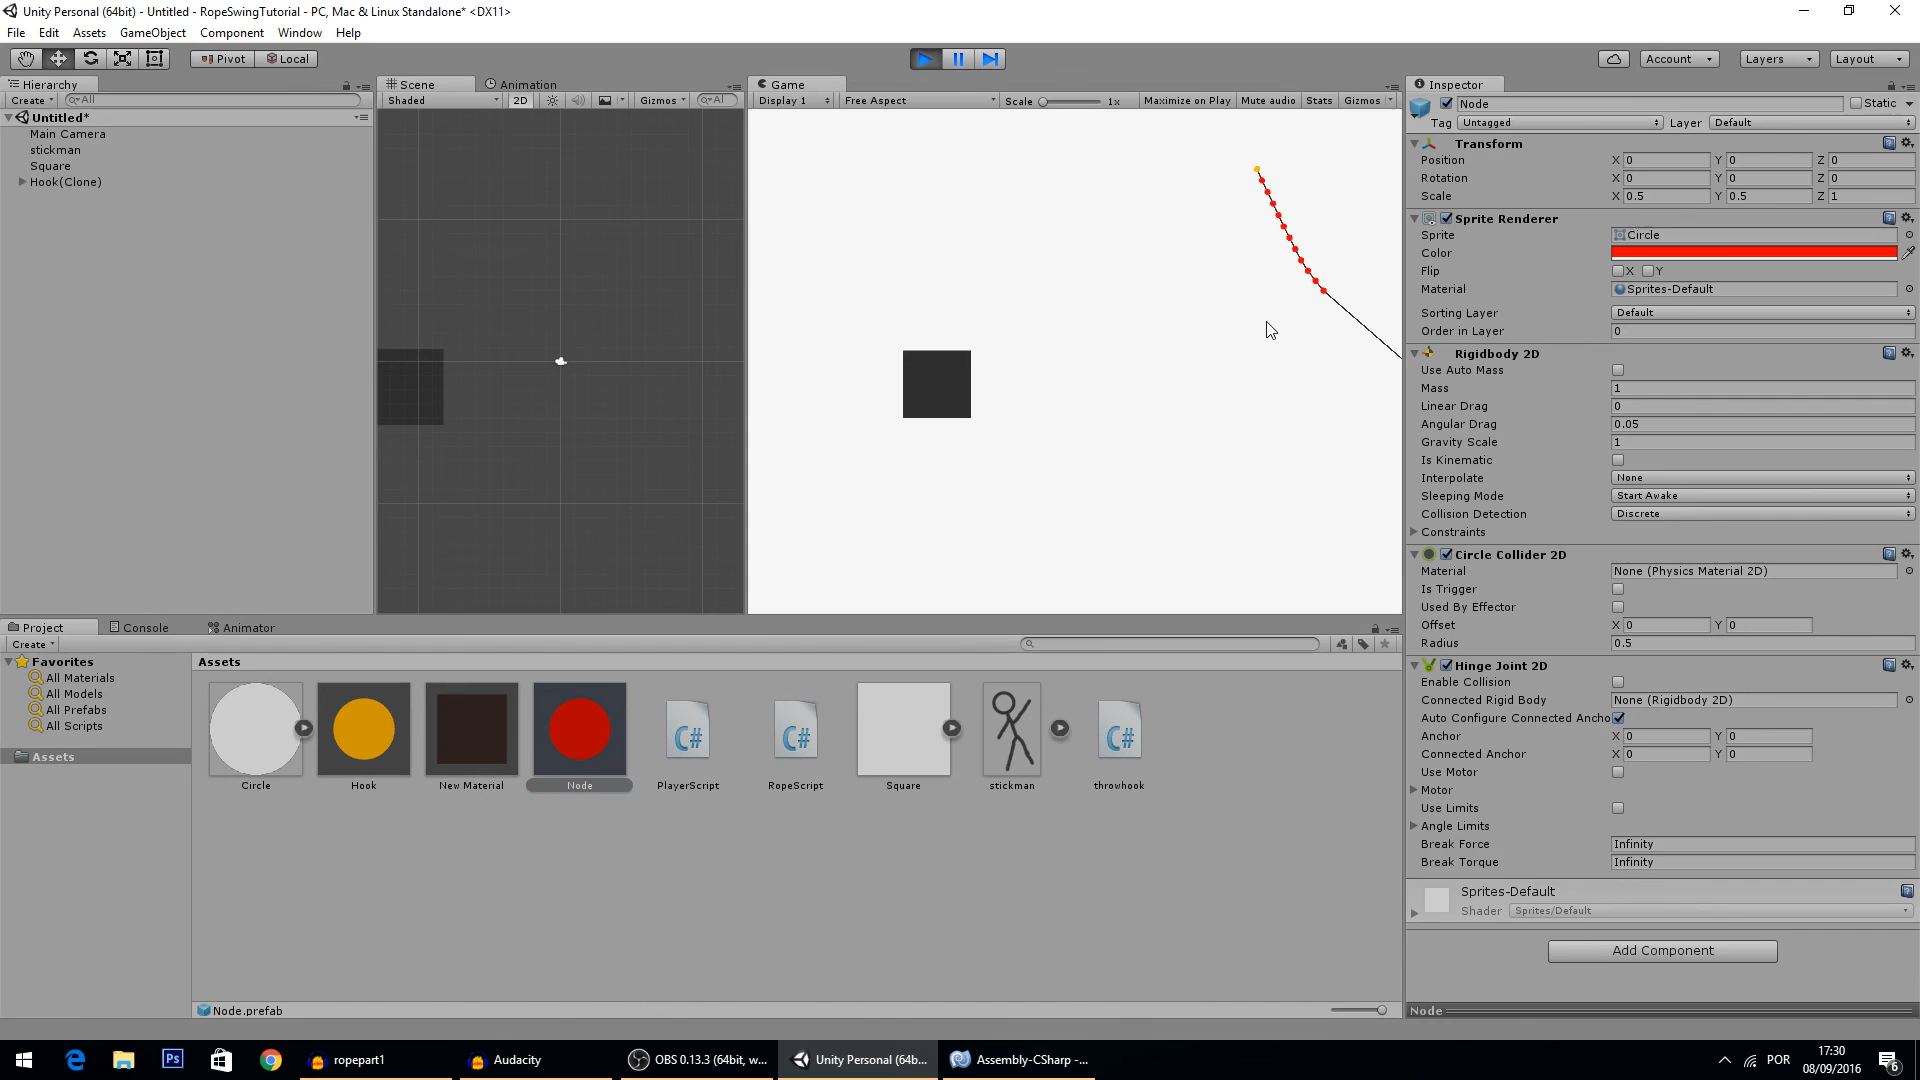 Unity Personal (64bit) - Untitled - RopeSwingTutorial - PC, Mac & Linux Standalone* <DX11>
File Edit Assets GameObject Component Window Help
Pivot Local Account Layers Layout
Hierarchy
Create All
Untitled*
Main Camera
stickman
Square
Hook(Clone)
Scene Animation
Shaded 2D Gizmos Al
Game
Display 1 Free Aspect Scale 1x Maximize on Play Mute audio Stats Gizmos
Inspector
Node Static
Tag Untagged Layer Default
Transform
Position X 0 Y 0 Z 0
Rotation X 0 Y 0 Z 0
Scale X 0.5 Y 0.5 Z 1
Sprite Renderer
Sprite Circle
Color
Flip X Y
Material Sprites-Default
Sorting Layer Default
Order in Layer 0
Rigidbody 2D
Use Auto Mass
Mass 1
Linear Drag 0
Angular Drag 0.05
Gravity Scale 1
Is Kinematic
Interpolate None
Sleeping Mode Start Awake
Collision Detection Discrete
Constraints
Circle Collider 2D
Material None (Physics Material 2D)
Is Trigger
Used By Effector
Offset X 0 Y 0
Radius 0.5
Hinge Joint 2D
Enable Collision
Connected Rigid Body None (Rigidbody 2D)
Auto Configure Connected Ancho
Anchor X 0 Y 0
Connected Anchor X 0 Y 0
Use Motor
Motor
Use Limits
Angle Limits
Break Force Infinity
Break Torque Infinity
Sprites-Default
Shader Sprites/Default
Add Component
Node
Project Console Animator
Create
Favorites
All Materials
All Models
All Prefabs
All Scripts
Assets
Assets
C# C# C#
Circle Hook New Material Node PlayerScript RopeScript Square stickman throwhook
Node.prefab
Ps ropepart1 Audacity OBS 0.13.3 (64bit, w... Unity Personal (64b... Assembly-CSharp -... POR 17:30
08/09/2016 6